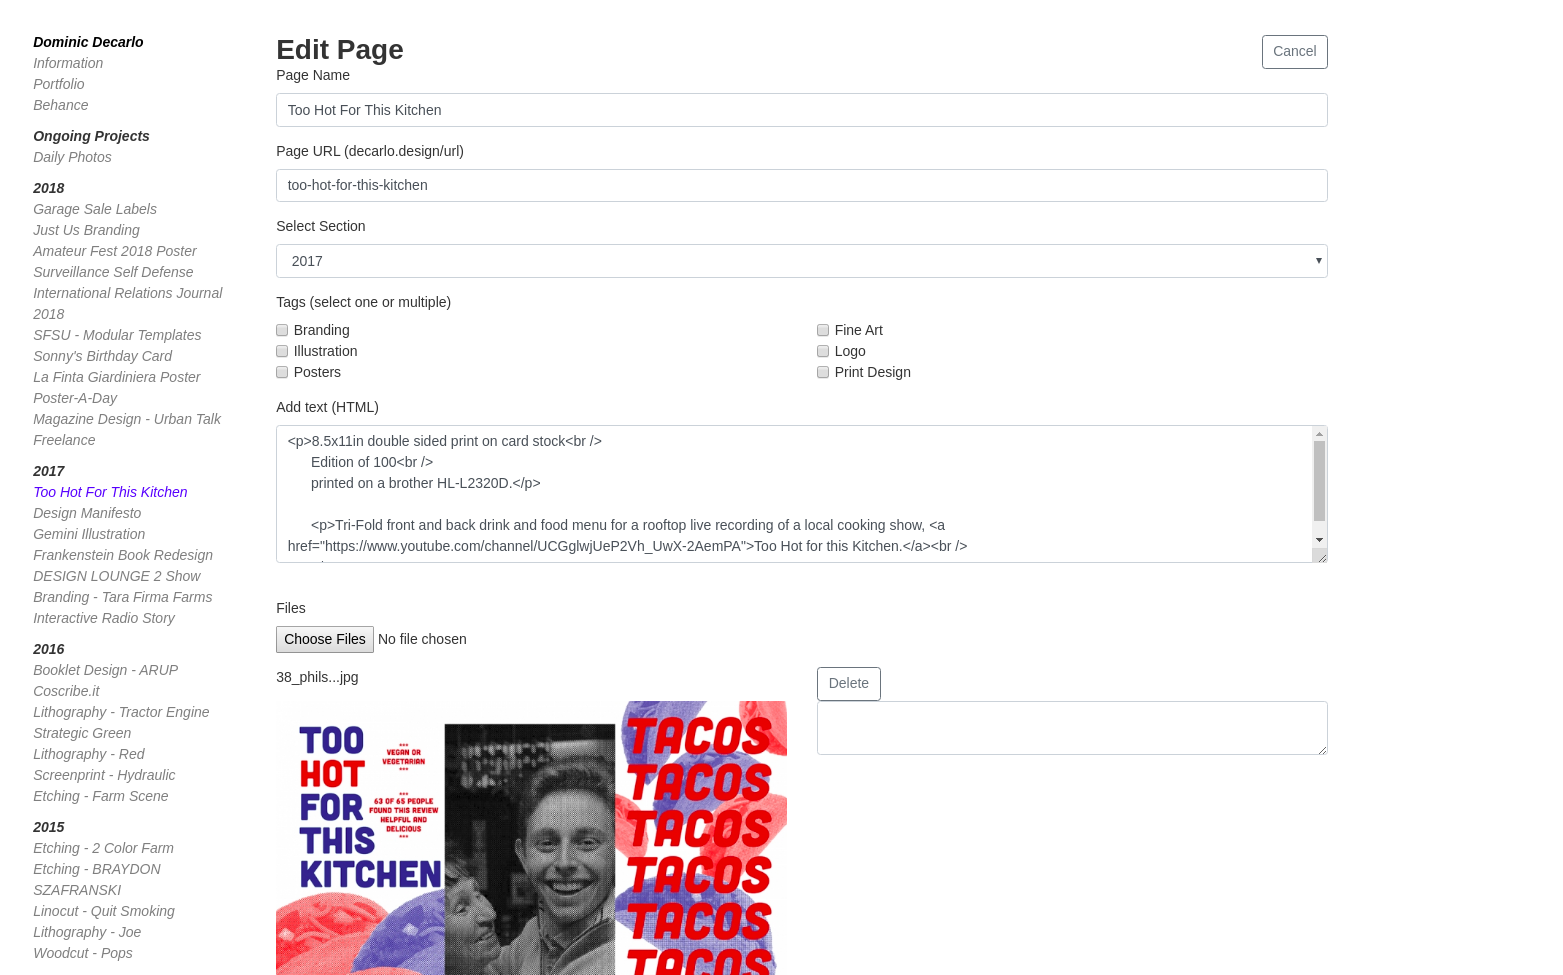 Dominic Decarlo
Information
Portfolio
Behance
Ongoing Projects
Daily Photos
2018
Garage Sale Labels
Just Us Branding
Amateur Fest 2018 Poster
Surveillance Self Defense
International Relations Journal
2018
SFSU - Modular Templates
Sonny's Birthday Card
La Finta Giardiniera Poster
Poster-A-Day
Magazine Design - Urban Talk
Freelance
2017
Too Hot For This Kitchen
Design Manifesto
Gemini Illustration
Frankenstein Book Redesign
DESIGN LOUNGE 2 Show
Branding - Tara Firma Farms
Interactive Radio Story
2016
Booklet Design - ARUP
Coscribe.it
Lithography - Tractor Engine
Strategic Green
Lithography - Red
Screenprint - Hydraulic
Etching - Farm Scene
2015
Etching - 2 Color Farm
Etching - BRAYDON
SZAFRANSKI
Linocut - Quit Smoking
Lithography - Joe
Woodcut - Pops
Edit Page
Cancel
Page Name
Too Hot For This Kitchen
Page URL (decarlo.design/url)
too-hot-for-this-kitchen
Select Section
2017
Tags (select one or multiple)
Branding
Illustration
Posters
Fine Art
Logo
Print Design
Add text (HTML)
<p>8.5x11in double sided print on card stock<br />
Edition of 100<br />
printed on a brother HL-L2320D.</p>
<p>Tri-Fold front and back drink and food menu for a rooftop live recording of a local cooking show, <a
href="https://www.youtube.com/channel/UCGglwjUeP2Vh_UwX-2AemPA">Too Hot for this Kitchen.</a><br />
Files
Choose Files No file chosen
38_phils...jpg
Delete
TOO
HOT
FOR
THIS
KITCHEN
***
VEGAN OR
VEGETARIAN
***
***
63 OF 65 PEOPLE
FOUND THIS REVIEW
HELPFUL AND
DELICIOUS
***
TACOS
TACOS
TACOS
TACOS
TACOS
TACOS